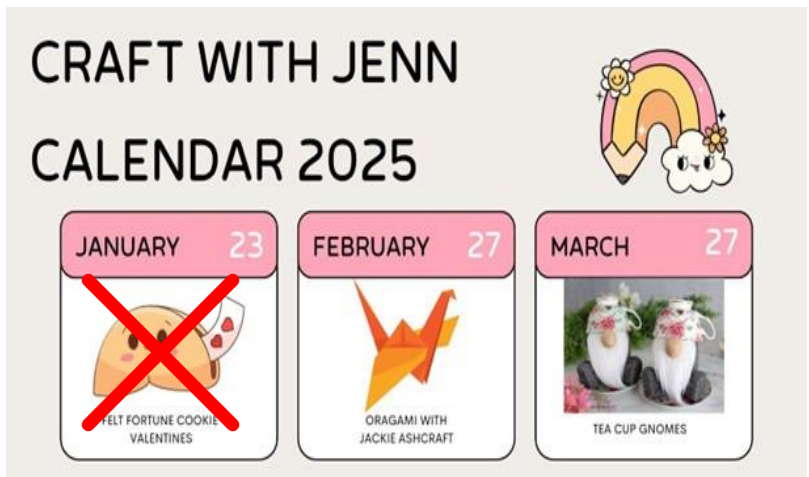 CRAFT WITH JENN
CALENDAR 2025
JANUARY 23
FELT FORTUNE COOKIE
VALENTINES
FEBRUARY 27
ORAGAMI WITH
JACKIE ASHCRAFT
MARCH 27
TEA CUP GNOMES